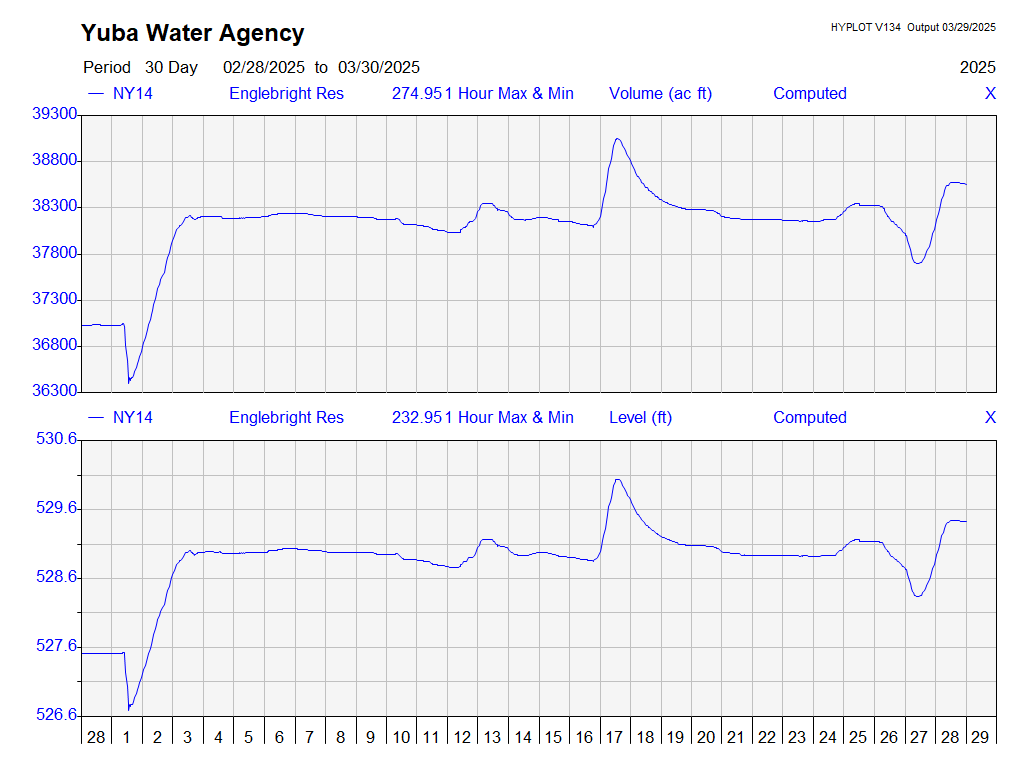 Yuba Water Agency
HYPLOT V134 Output 03/29/2025
Period 30 Day 02/28/2025 to 03/30/2025 2025
NY14 Englebright Res 274.95 1 Hour Max & Min Volume (ac ft) Computed X
39300
38800
38300
37800
37300
36800
36300
NY14 Englebright Res 232.95 1 Hour Max & Min Level (ft) Computed X
530.6
529.6
528.6
527.6
526.6
28 1 2 3 4 5 6 7 8 9 10 11 12 13 14 15 16 17 18 19 20 21 22 23 24 25 26 27 28 29